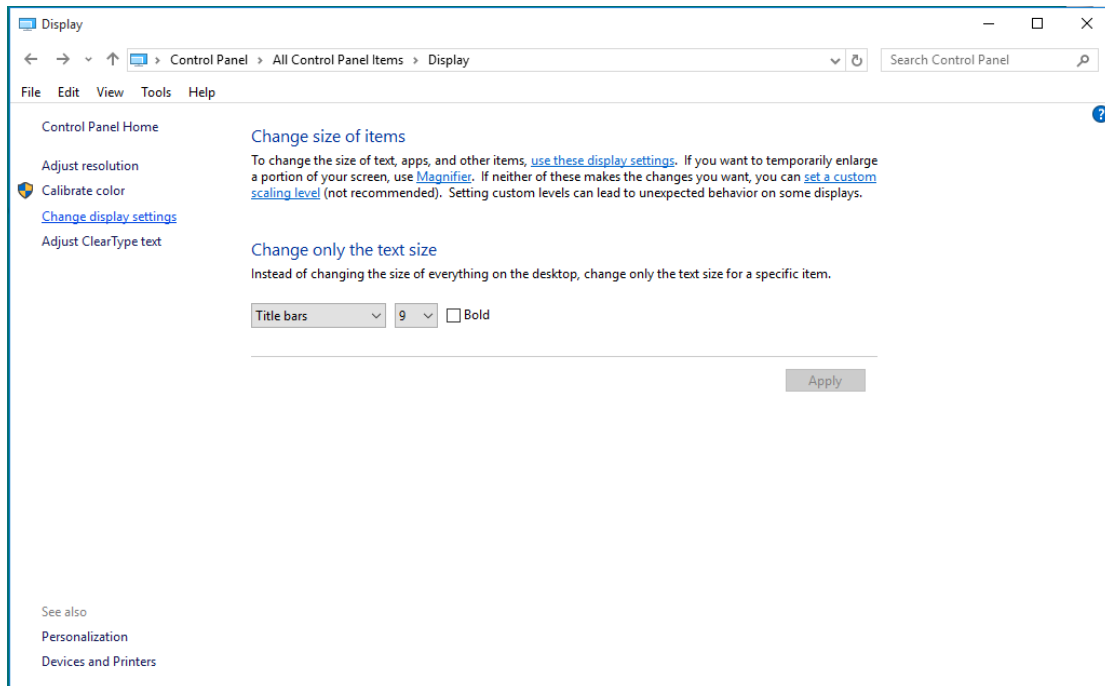 Display
Control Panel > All Control Panel Items > Display
Search Control Panel
File Edit View Tools Help
Control Panel Home
Adjust resolution
Calibrate color
Change display settings
Adjust ClearType text
Change size of items
To change the size of text, apps, and other items, use these display settings. If you want to temporarily enlarge
a portion of your screen, use Magnifier. If neither of these makes the changes you want, you can set a custom
scaling level (not recommended). Setting custom levels can lead to unexpected behavior on some displays.
Change only the text size
Instead of changing the size of everything on the desktop, change only the text size for a specific item.
Title bars 9 Bold
Apply
See also
Personalization
Devices and Printers